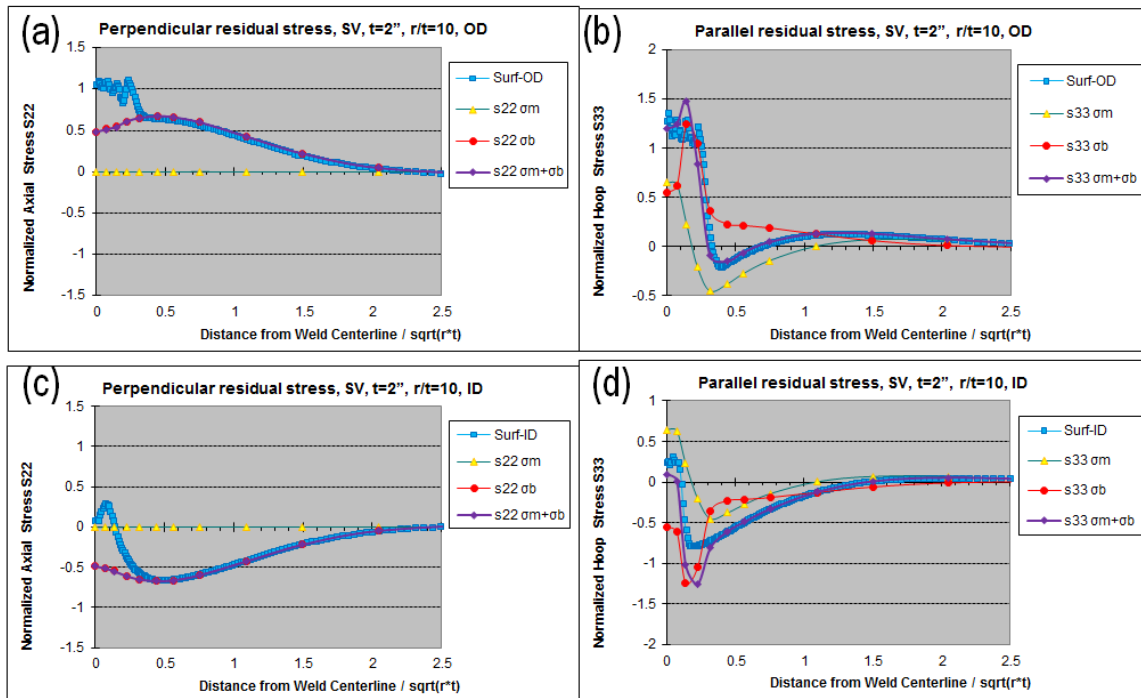 (a)
Perpendicular residual stress, SV, t=2”, r/t=10, OD
Normalized Axial Stress S22
1.5
1
0.5
0
-0.5
-1
-1.5
0 0.5 1 1.5 2 2.5
Distance from Weld Centerline / sqrt(r*t)
Surf-OD
s22 σm
s22 σb
s22 σm+σb
(b)
Parallel residual stress, SV, t=2”, r/t=10, OD
Normalized Hoop Stress S33
2
1.5
1
0.5
0
-0.5
0 0.5 1 1.5 2 2.5
Distance from Weld Centerline / sqrt(r*t)
Surf-OD
s33 σm
s33 σb
s33 σm+σb
(c)
Perpendicular residual stress, SV, t=2”, r/t=10, ID
Normalized Axial Stress S22
1.5
1
0.5
0
-0.5
-1
-1.5
0 0.5 1 1.5 2 2.5
Distance from Weld Centerline / sqrt(r*t)
Surf-ID
s22 σm
s22 σb
s22 σm+σb
(d)
Parallel residual stress, SV, t=2”, r/t=10, ID
Normalized Hoop Stress S33
1
0.5
0
-0.5
-1
-1.5
-2
0 0.5 1 1.5 2 2.5
Distance from Weld Centerline / sqrt(r*t)
Surf-ID
s33 σm
s33 σb
s33 σm+σb